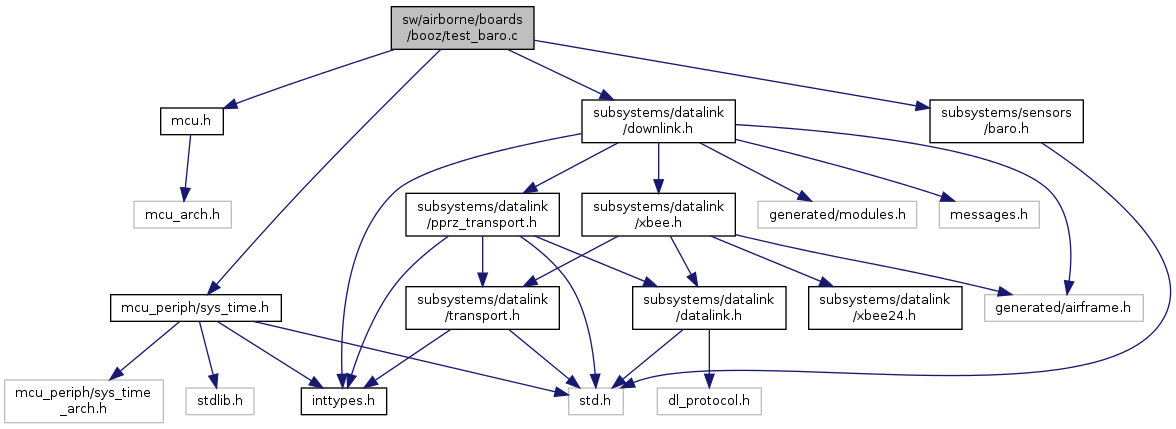 sw/airborne/boards
/booz/test_baro.c
mcu.h
subsystems/datalink
/downlink.h
subsystems/sensors
/baro.h
mcu_arch.h
subsystems/datalink
/pprz_transport.h
subsystems/datalink
/xbee.h
generated/modules.h
messages.h
mcu_periph/sys_time.h
subsystems/datalink
/transport.h
subsystems/datalink
/datalink.h
subsystems/datalink
/xbee24.h
generated/airframe.h
mcu_periph/sys_time
_arch.h
stdlib.h
inttypes.h
std.h
dl_protocol.h